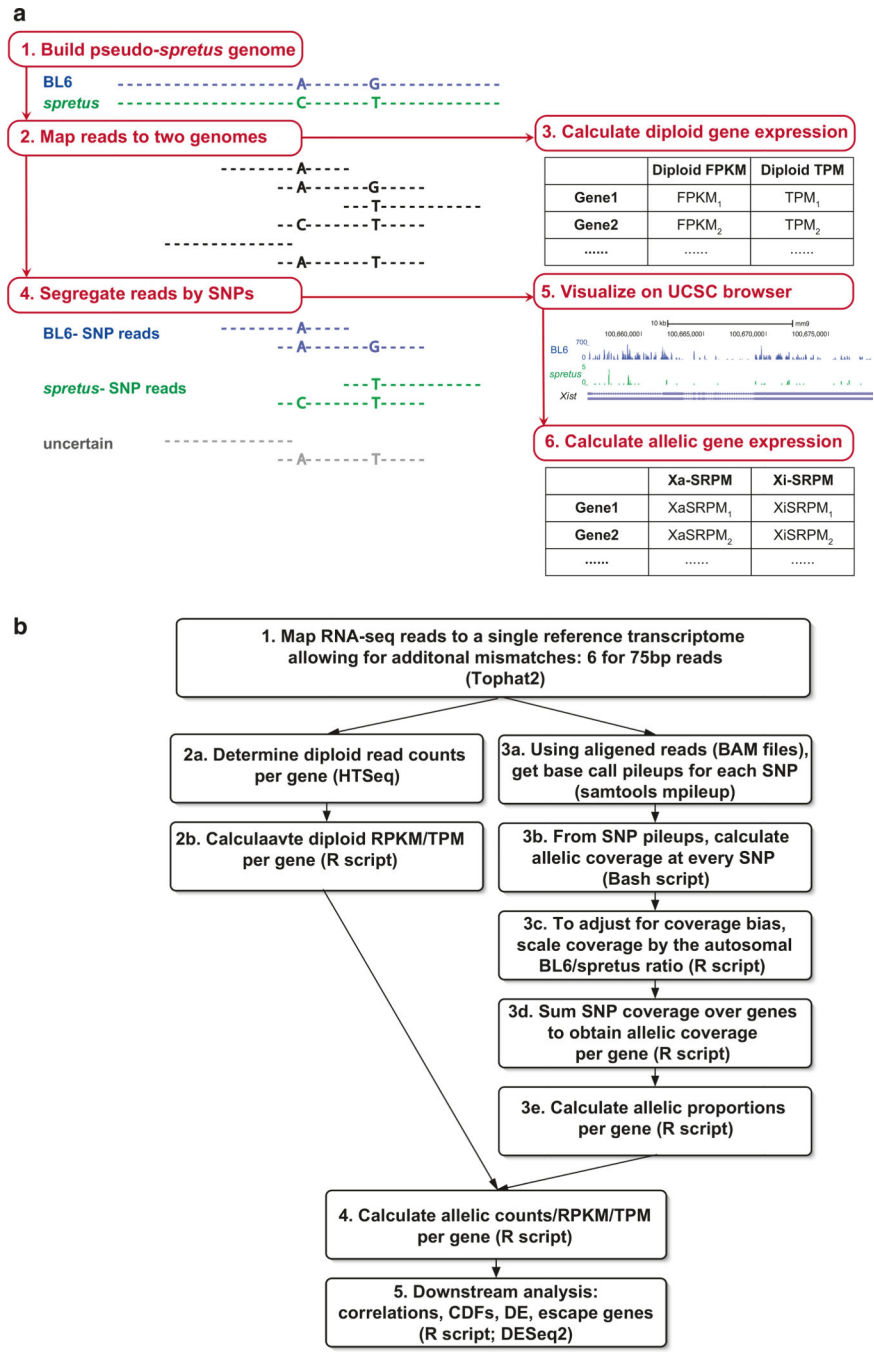 a
1. Build pseudo-spretus genome
BL6
A G
spretus
C T
2. Map reads to two genomes
3. Calculate diploid gene expression
A
A G
T
C T
A T
Diploid FPKM Diploid TPM
Gene1 FPKM1 TPM1
Gene2 FPKM2 TPM2
...... ...... ......
4. Segregate reads by SNPs
5. Visualize on UCSC browser
BL6- SNP reads
A
A G
spretus- SNP reads
T
C T
uncertain
A T
10 kb mm9
100,660,000 100,665,000 100,670,000 100,675,000
700
BL6
0
5
spretus
0
Xist
6. Calculate allelic gene expression
Xa-SRPM Xi-SRPM
Gene1 XaSRPM1 XiSRPM1
Gene2 XaSRPM2 XiSRPM2
...... ...... ......
b
1. Map RNA-seq reads to a single reference transcriptome
allowing for additonal mismatches: 6 for 75bp reads
(Tophat2)
2a. Determine diploid read counts
per gene (HTSeq)
2b. Calculaavte diploid RPKM/TPM
per gene (R script)
3a. Using aligened reads (BAM files),
get base call pileups for each SNP
(samtools mpileup)
3b. From SNP pileups, calculate
allelic coverage at every SNP
(Bash script)
3c. To adjust for coverage bias,
scale coverage by the autosomal
BL6/spretus ratio (R script)
3d. Sum SNP coverage over genes
to obtain allelic coverage
per gene (R script)
3e. Calculate allelic proportions
per gene (R script)
4. Calculate allelic counts/RPKM/TPM
per gene (R script)
5. Downstream analysis:
correlations, CDFs, DE, escape genes
(R script; DESeq2)